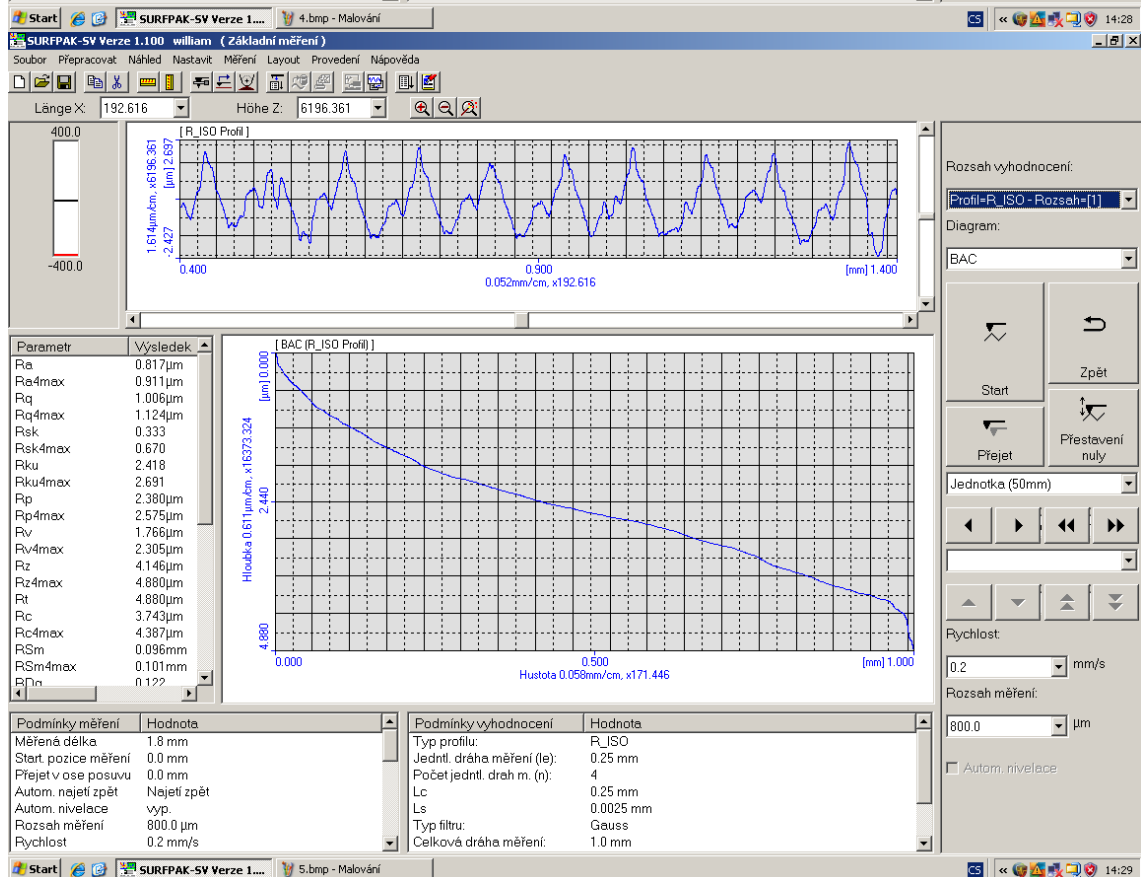 Start SURFPAK-SV Verze 1.... 4.bmp - Malování CS « 14:28
SURFPAK-SV Verze 1.100 william ( Základní měření )
Soubor Přepracovat Náhled Nastavit Měření Layout Provedení Nápověda
Länge X: 192.616 Höhe Z: 6196.361
400.0
-400.0
[ R_ISO Profil ]
1.614µm/cm, x6196.361
-2.427 [µm] 2.697
0.400 0.900 [mm] 1.400
0.052mm/cm, x192.616
Rozsah vyhodnocení:
Profil=R_ISO - Rozsah=[1]
Diagram:
BAC
Start
Zpět
Přejet
Přestavení
nuly
Jednotka (50mm)
Rychlost:
0.2 mm/s
Rozsah měření:
800.0 µm
Autom. nivelace
Parametr Výsledek
Ra 0.817µm
Ra4max 0.911µm
Rq 1.006µm
Rq4max 1.124µm
Rsk 0.333
Rsk4max 0.670
Rku 2.418
Rku4max 2.691
Rp 2.380µm
Rp4max 2.575µm
Rv 1.766µm
Rv4max 2.305µm
Rz 4.146µm
Rz4max 4.880µm
Rt 4.880µm
Rc 3.743µm
Rc4max 4.387µm
RSm 0.096mm
RSm4max 0.101mm
RDq 0.122
[ BAC (R_ISO Profil) ]
Hloubka 0.611µm/cm, x16373.324
4.880 2.440 [µm] 0.000
0.000 0.500 [mm] 1.000
Hustota 0.058mm/cm, x171.446
Podmínky měření Hodnota
Měřená délka 1.8 mm
Start. pozice měření 0.0 mm
Přejet v ose posuvu 0.0 mm
Autom. najetí zpět Najetí zpět
Autom. nivelace vyp.
Rozsah měření 800.0 µm
Rychlost 0.2 mm/s
Podmínky vyhodnocení Hodnota
Typ profilu: R_ISO
Jedntl. dráha měření (le): 0.25 mm
Počet jedntl. drah m. (n): 4
Lc 0.25 mm
Ls 0.0025 mm
Typ filtru: Gauss
Celková dráha měření: 1.0 mm
Start SURFPAK-SV Verze 1.... 5.bmp - Malování CS « 14:29